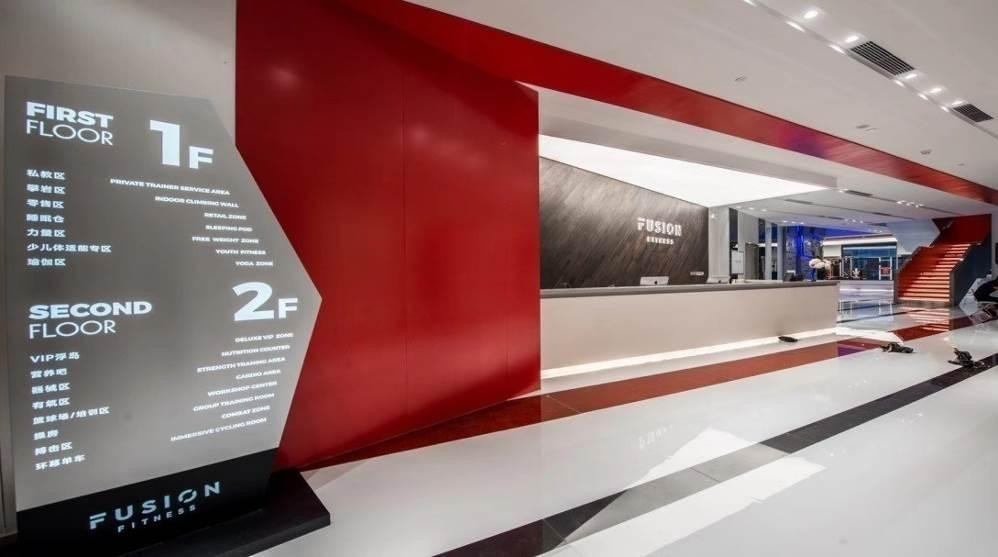 FIRST
FLOOR
1F
私教区
PRIVATE TRAINER SERVICE AREA
攀岩区
INDOOR CLIMBING WALL
零售区
RETAIL ZONE
睡眠仓
SLEEPING POD
力量区
FREE WEIGHT ZONE
少儿体适能专区
YOUTH FITNESS
瑜伽区
YOGA ZONE
SECOND
FLOOR
2F
VIP浮岛
DELUXE VIP ZONE
营养吧
NUTRITION COUNTER
器械区
STRENGTH TRANING AREA
有氧区
CARDIO AREA
篮球场/培训区
WORKSHOP CENTER
操房
GROUP TRAINING ROOM
搏击区
COMBAT ZONE
环幕单车
IMMERSIVE CYCLING ROOM
FUSION
FITNESS
FUSION
FITNESS